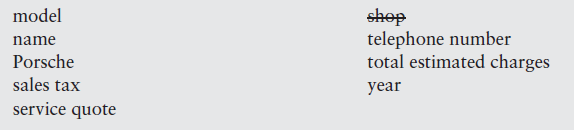 model
name
Porsche
sales tax
service quote
shop
telephone number
total estimated charges
year